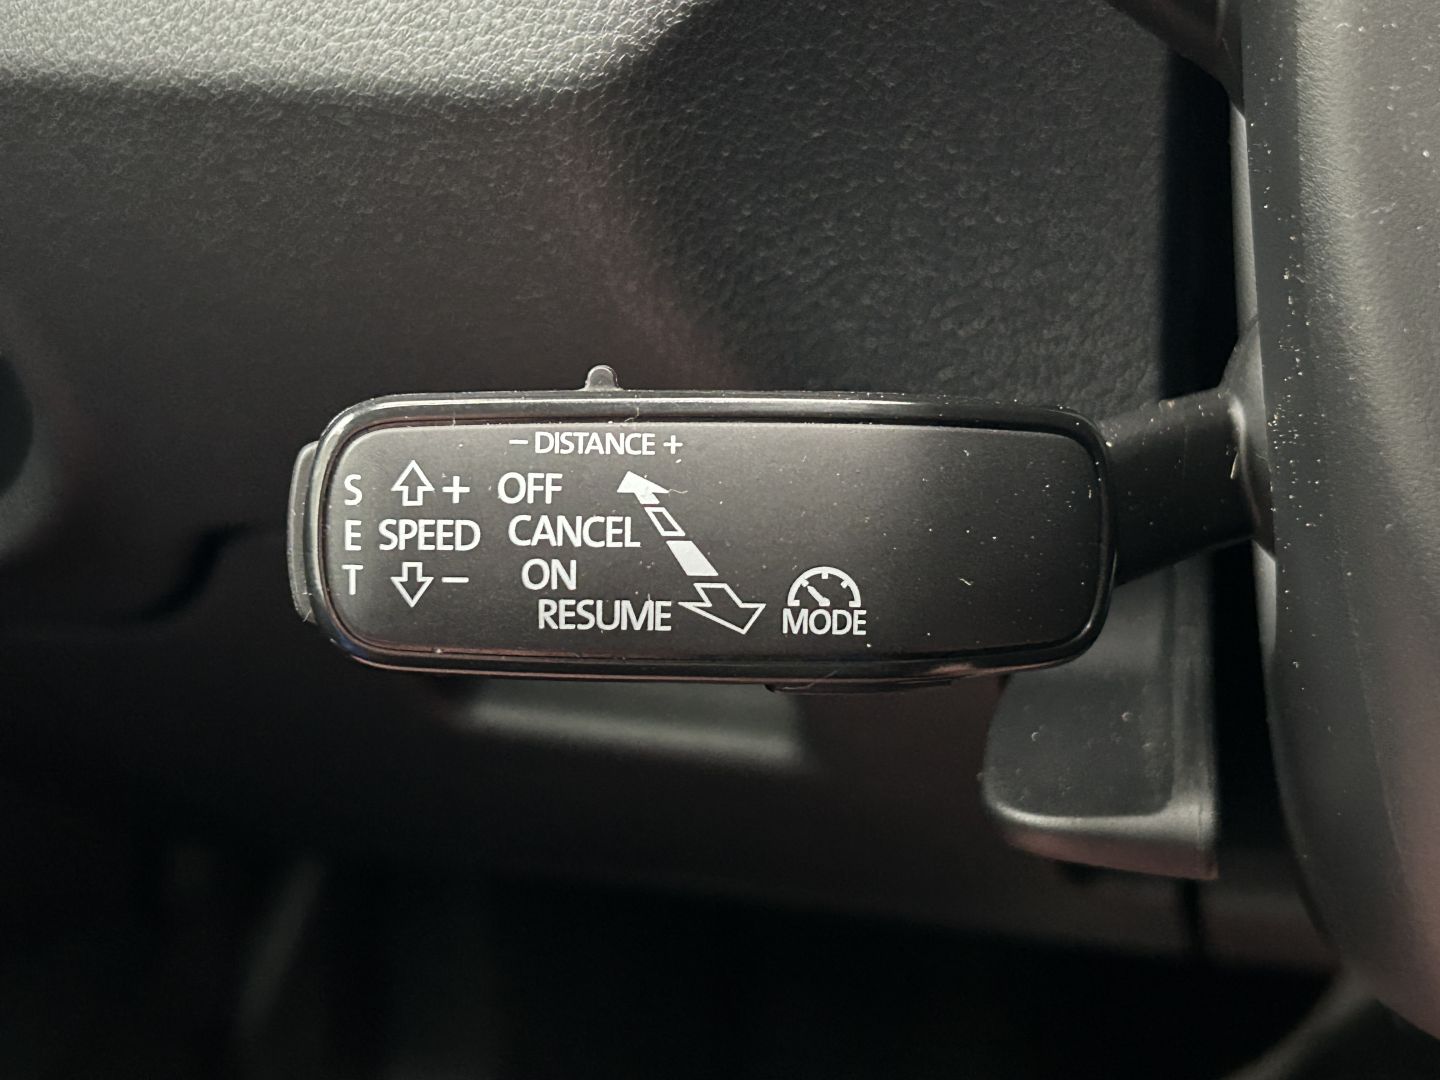 − DISTANCE +
S + OFF
E SPEED CANCEL
T − ON
RESUME
MODE